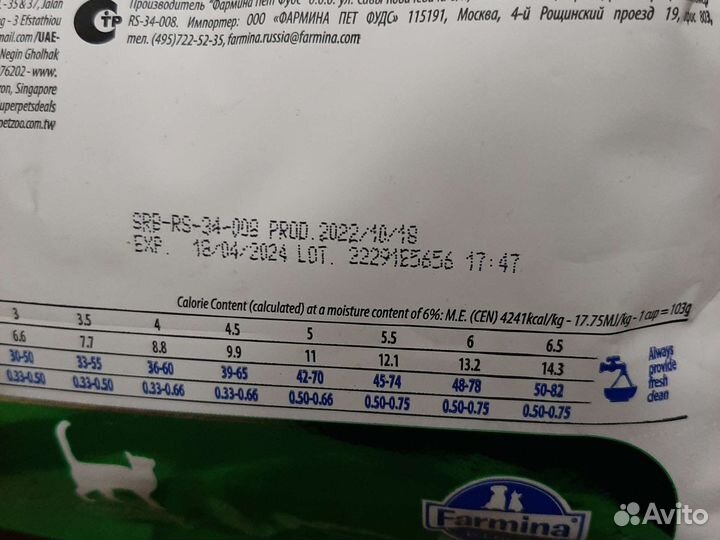 - 35 & 37, Jalan
g - 3 Efstathiou
mail.com /UAE-
Negin Gholhak
76202 - www.
on, Singapore
uperpetsdeals
petzoo.com.tw
Производитель "Фармина Пет Фудс"
RS-34-008. Импортер: ООО «ФАРМИНА ПЕТ ФУДС» 115191, Москва, 4-й Рощинский проезд 19,
тел. (495)722-52-35, farmina.russia@farmina.com
SRB-RS-34-008 PROD.2022/10/18
EXP. 18/04/2024 LOT. 22291E5656 17:47
Calorie Content (calculated) at a moisture content of 6%: M.E. (CEN) 4241kcal/kg - 17.75MJ/kg - 1 cup = 103g
3 3.5 4 4.5 5 5.5 6 6.5
6.6 7.7 8.8 9.9 11 12.1 13.2 14.3
30-50 33-55 36-60 39-65 42-70 45-74 48-78 50-82
0.33-0.50 0.33-0.50 0.33-0.66 0.33-0.66 0.50-0.66 0.50-0.75 0.50-0.75 0.50-0.75
Always
provide
fresh
clean
Farmina
Avito